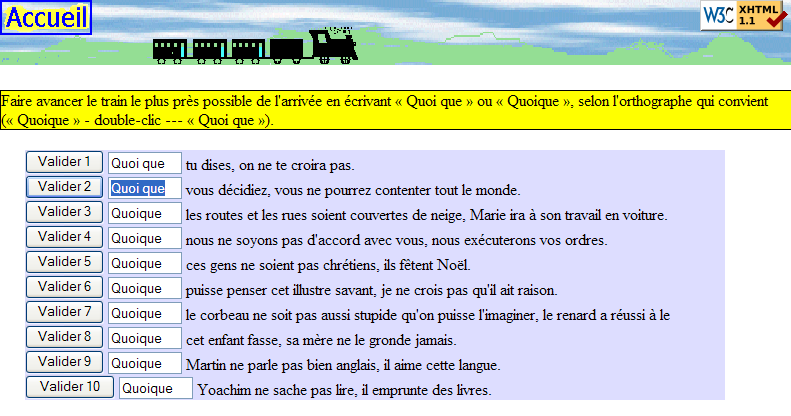 Accueil
W3C XHTML 1.1
Faire avancer le train le plus près possible de l'arrivée en écrivant « Quoi que » ou « Quoique », selon l'orthographe qui convient
(« Quoique » - double-clic --- « Quoi que »).
Valider 1 Quoi que tu dises, on ne te croira pas.
Valider 2 Quoi que vous décidiez, vous ne pourrez contenter tout le monde.
Valider 3 Quoique les routes et les rues soient couvertes de neige, Marie ira à son travail en voiture.
Valider 4 Quoique nous ne soyons pas d'accord avec vous, nous exécuterons vos ordres.
Valider 5 Quoique ces gens ne soient pas chrétiens, ils fêtent Noël.
Valider 6 Quoique puisse penser cet illustre savant, je ne crois pas qu'il ait raison.
Valider 7 Quoique le corbeau ne soit pas aussi stupide qu'on puisse l'imaginer, le renard a réussi à le
Valider 8 Quoique cet enfant fasse, sa mère ne le gronde jamais.
Valider 9 Quoique Martin ne parle pas bien anglais, il aime cette langue.
Valider 10 Quoique Yoachim ne sache pas lire, il emprunte des livres.